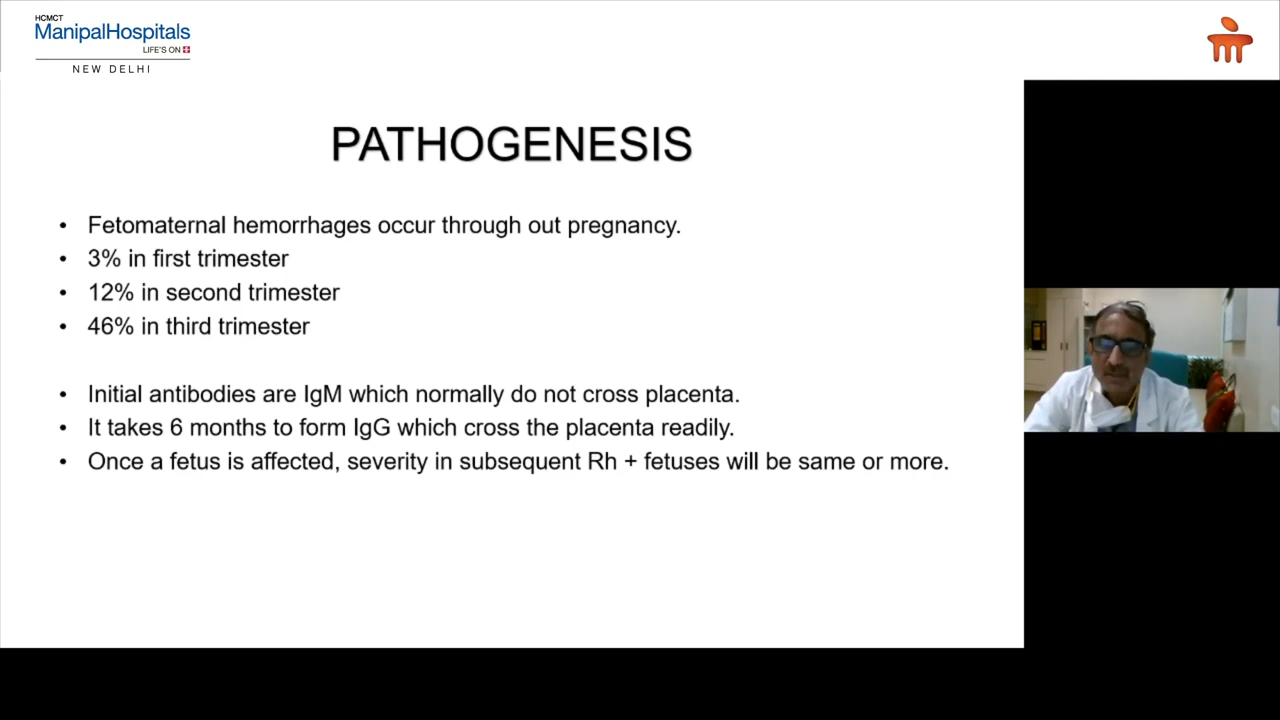 HCMCT
ManipalHospitals
LIFE'S ON
NEW DELHI
PATHOGENESIS
• Fetomaternal hemorrhages occur through out pregnancy.
• 3% in first trimester
• 12% in second trimester
• 46% in third trimester
• Initial antibodies are IgM which normally do not cross placenta.
• It takes 6 months to form IgG which cross the placenta readily.
• Once a fetus is affected, severity in subsequent Rh + fetuses will be same or more.